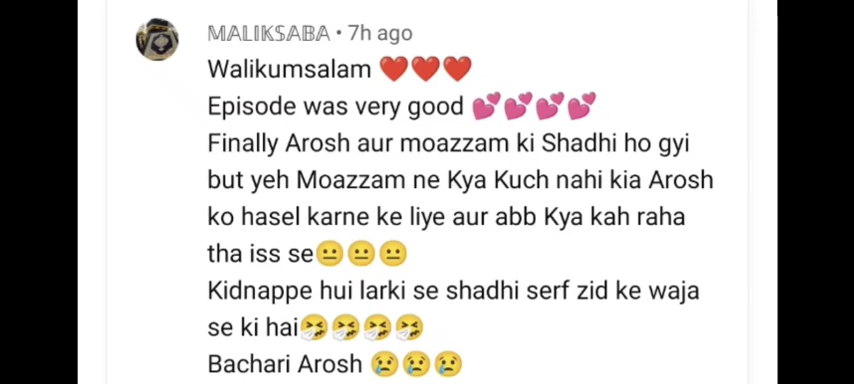 𝕄𝔸𝕃𝕀𝕂𝕊𝔸𝔹𝔸 • 7h ago
Walikumsalam ❤️❤️❤️
Episode was very good 💕💕💕💕
Finally Arosh aur moazzam ki Shadhi ho gyi
but yeh Moazzam ne Kya Kuch nahi kia Arosh
ko hasel karne ke liye aur abb Kya kah raha
tha iss se😐😐😐
Kidnappe hui larki se shadhi serf zid ke waja
se ki hai🤧🤧🤧🤧
Bachari Arosh 😢😢😢